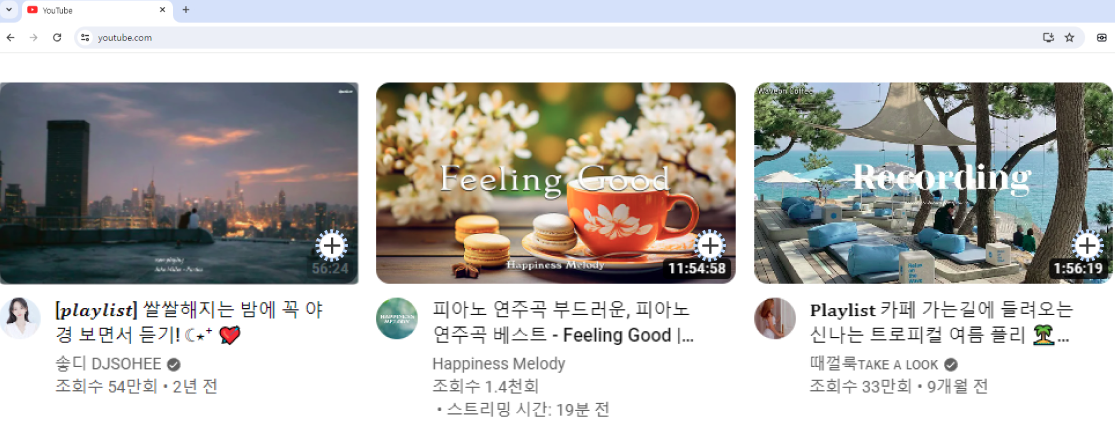 YouTube
youtube.com
56:24
Feeling Good
Happiness Melody
11:54:58
Waveon Coffee
Recording
1:56:19
[playlist] 쌀쌀해지는 밤에 꼭 야
경 보면서 듣기! ☾⋆⁺ 💘
송디 DJSOHEE
조회수 54만회 • 2년 전
HAPPINESS
MELODY
피아노 연주곡 부드러운, 피아노
연주곡 베스트 - Feeling Good |...
Happiness Melody
조회수 1.4천회
• 스트리밍 시간: 19분 전
Playlist 카페 가는길에 들려오는
신나는 트로피컬 여름 플리 🏝️...
때껄룩TAKE A LOOK
조회수 33만회 • 9개월 전